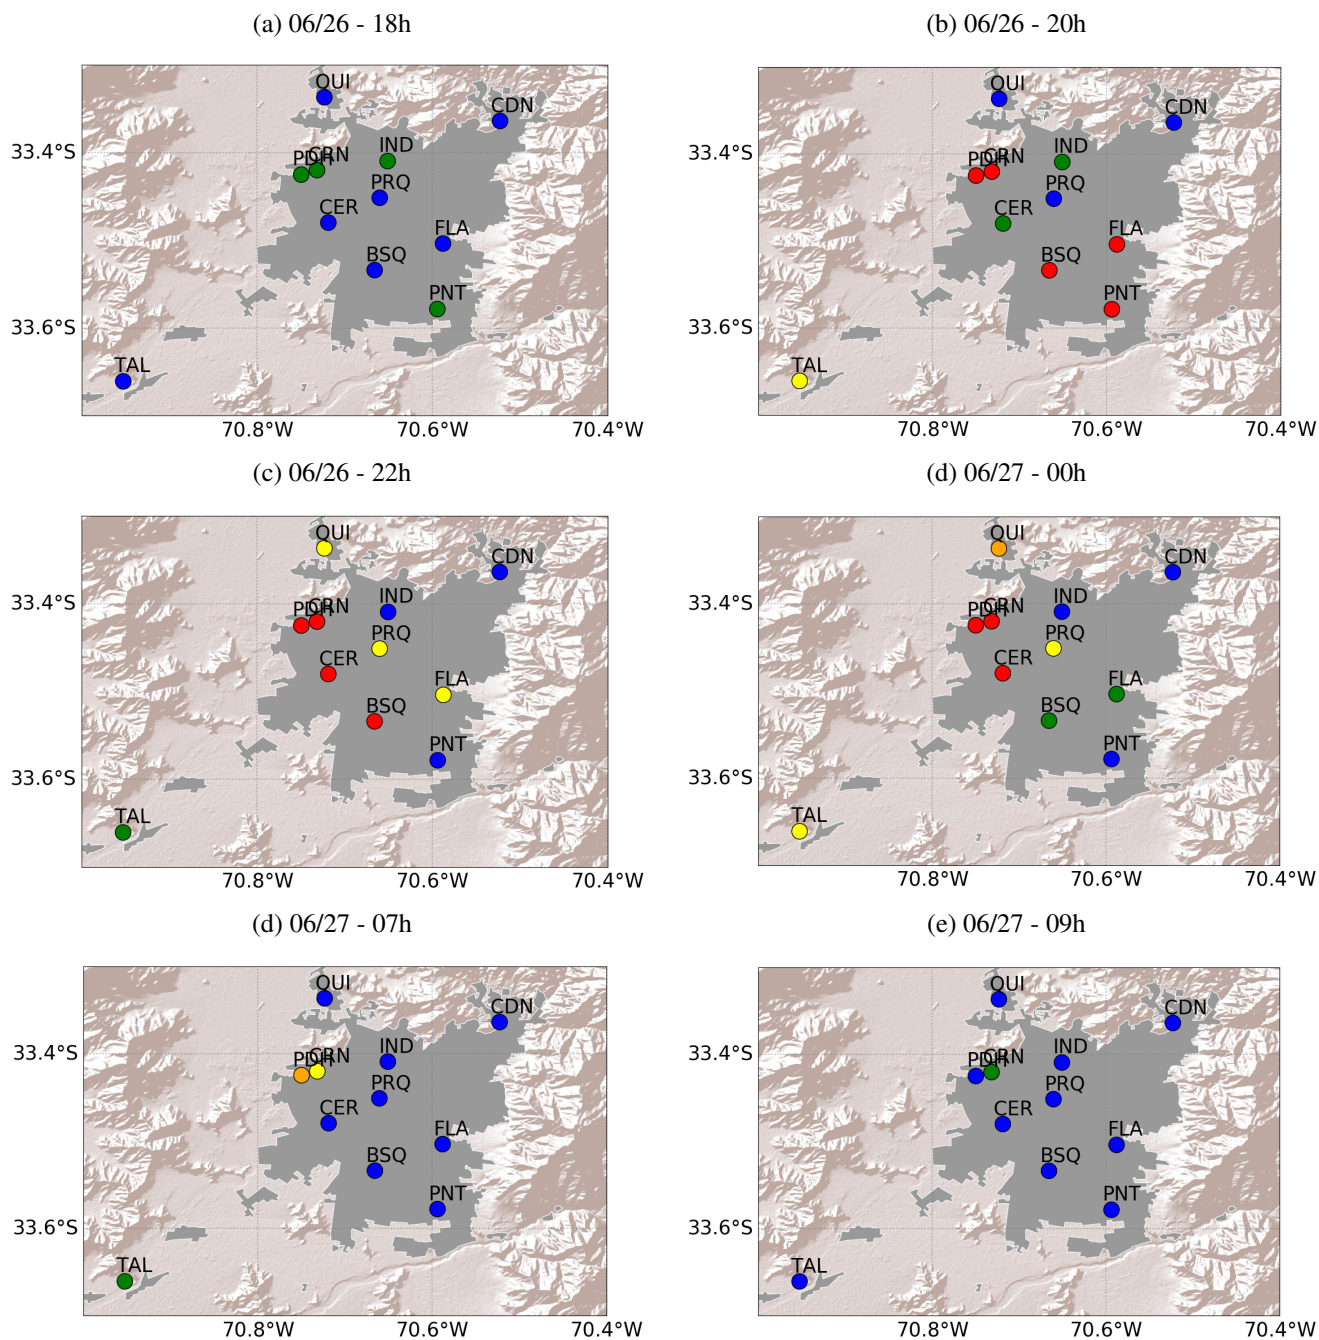 (a) 06/26 - 18h
(b) 06/26 - 20h
QUI
CDN
IND
CRN
PDH
PRQ
CER
FLA
BSQ
PNT
TAL
33.4°S
33.6°S
70.8°W
70.6°W
70.4°W
QUI
CDN
IND
CRN
PDH
PRQ
CER
FLA
BSQ
PNT
TAL
33.4°S
33.6°S
70.8°W
70.6°W
70.4°W
(c) 06/26 - 22h
(d) 06/27 - 00h
QUI
CDN
IND
CRN
PDH
PRQ
CER
FLA
BSQ
PNT
TAL
33.4°S
33.6°S
70.8°W
70.6°W
70.4°W
QUI
CDN
IND
CRN
PDH
PRQ
CER
FLA
BSQ
PNT
TAL
33.4°S
33.6°S
70.8°W
70.6°W
70.4°W
(d) 06/27 - 07h
(e) 06/27 - 09h
QUI
CDN
IND
CRN
PDH
PRQ
CER
FLA
BSQ
PNT
TAL
33.4°S
33.6°S
70.8°W
70.6°W
70.4°W
QUI
CDN
IND
CRN
PDH
PRQ
CER
FLA
BSQ
PNT
TAL
33.4°S
33.6°S
70.8°W
70.6°W
70.4°W